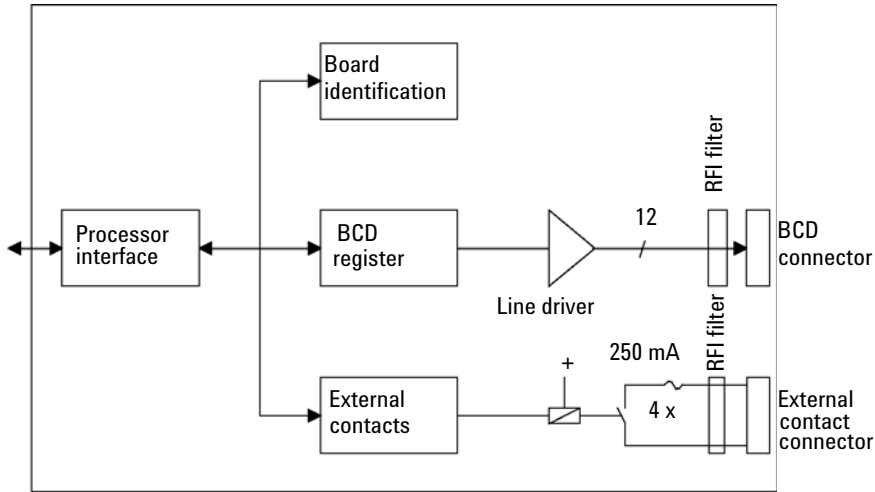 Board
identification
RFI filter
12
Processor
interface
BCD
register
BCD
connector
Line driver
RFI filter
250 mA
+
4 x
External
contacts
External
contact
connector